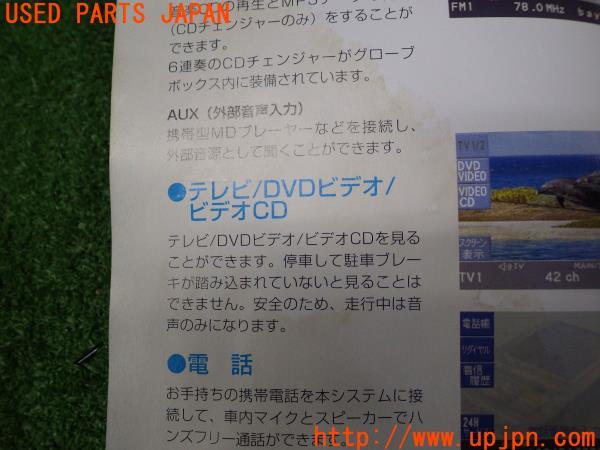 USED PARTS JAPAN
の再生とMP3
(CDチェンジャーのみ)をすることが
できます。
6連奏のCDチェンジャーがグローブ
ボックス内に装備されています。
AUX(外部音声入力)
携帯型MDプレーヤーなどを接続し、
外部音源として聞くことができます。
●テレビ/DVDビデオ/
ビデオCD
テレビ/DVDビデオ/ビデオCDを見る
ことができます。停車して駐車ブレー
キが踏み込まれていないと見ることは
できません。安全のため、走行中は音
声のみになります。
●電 話
お手持ちの携帯電話を本システムに接
続して、車内マイクとスピーカーでハ
ンズフリー通話ができます。
FM1 78.0MHz bay
TV1/2
DVD
VIDEO
VIDEO
CD
スクリーン
表示
TV
MAIN
TV1 42 ch
電話帳
リダイヤル
着信
履歴
24H
http://www.upjpn.com